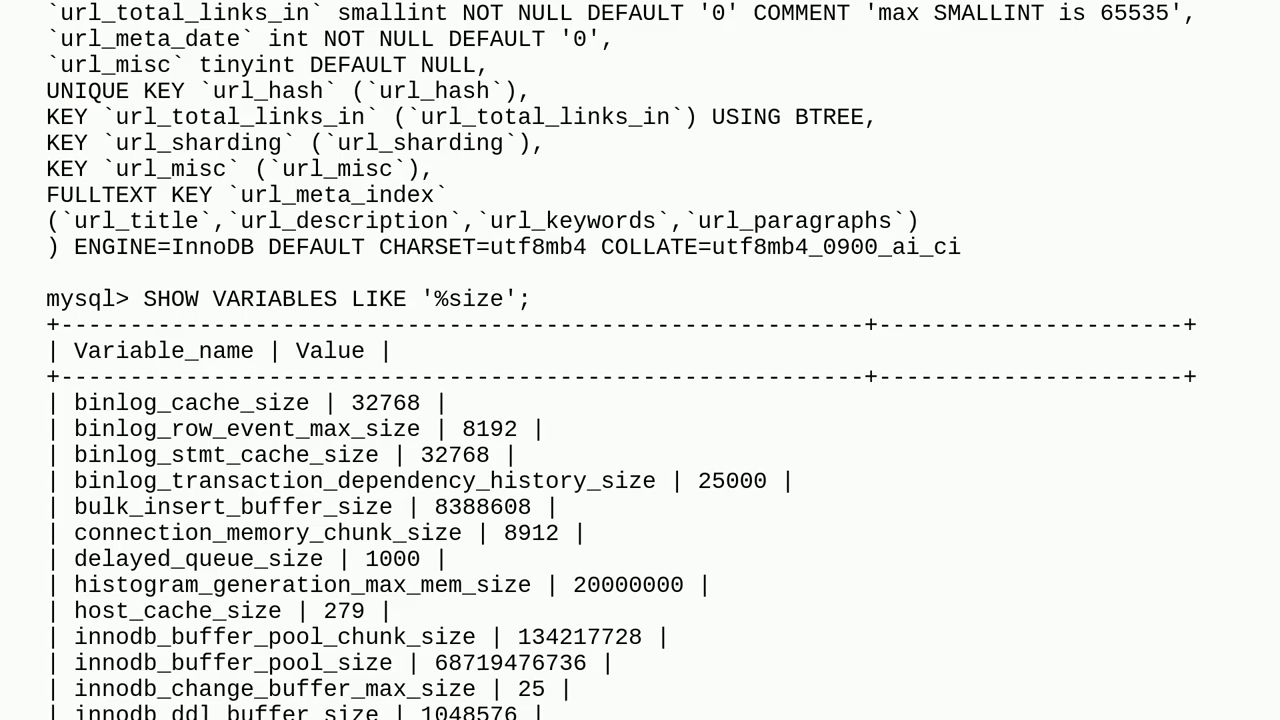 `url_total_links_in` smallint NOT NULL DEFAULT '0' COMMENT 'max SMALLINT is 65535',
`url_meta_date` int NOT NULL DEFAULT '0',
`url_misc` tinyint DEFAULT NULL,
UNIQUE KEY `url_hash` (`url_hash`),
KEY `url_total_links_in` (`url_total_links_in`) USING BTREE,
KEY `url_sharding` (`url_sharding`),
KEY `url_misc` (`url_misc`),
FULLTEXT KEY `url_meta_index`
(`url_title`,`url_description`,`url_keywords`,`url_paragraphs`)
) ENGINE=InnoDB DEFAULT CHARSET=utf8mb4 COLLATE=utf8mb4_0900_ai_ci
mysql> SHOW VARIABLES LIKE '%size';
+----------------------------------------------------------+----------------------+
| Variable_name | Value |
+----------------------------------------------------------+----------------------+
| binlog_cache_size | 32768 |
| binlog_row_event_max_size | 8192 |
| binlog_stmt_cache_size | 32768 |
| binlog_transaction_dependency_history_size | 25000 |
| bulk_insert_buffer_size | 8388608 |
| connection_memory_chunk_size | 8912 |
| delayed_queue_size | 1000 |
| histogram_generation_max_mem_size | 20000000 |
| host_cache_size | 279 |
| innodb_buffer_pool_chunk_size | 134217728 |
| innodb_buffer_pool_size | 68719476736 |
| innodb_change_buffer_max_size | 25 |
| innodb_ddl_buffer_size | 1048576 |